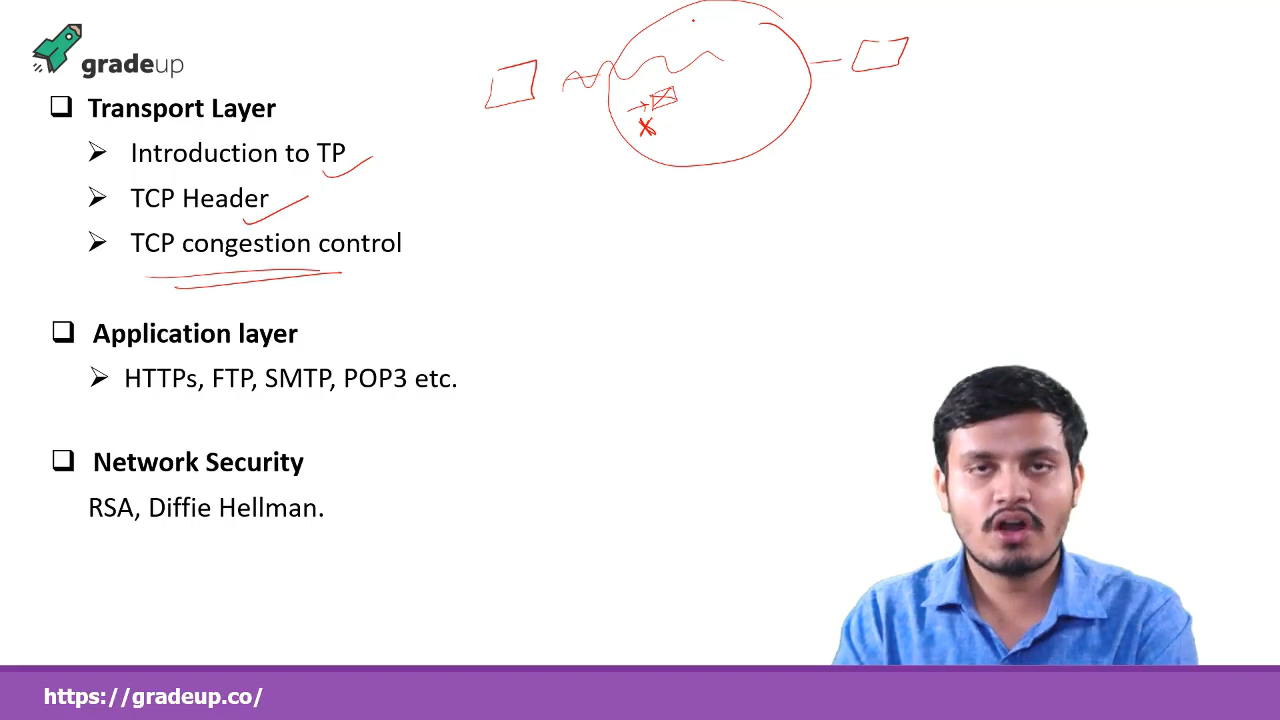 gradeup
Transport Layer
Introduction to TP
TCP Header
TCP congestion control
Application layer
HTTPs, FTP, SMTP, POP3 etc.
Network Security
RSA, Diffie Hellman.
https://gradeup.co/